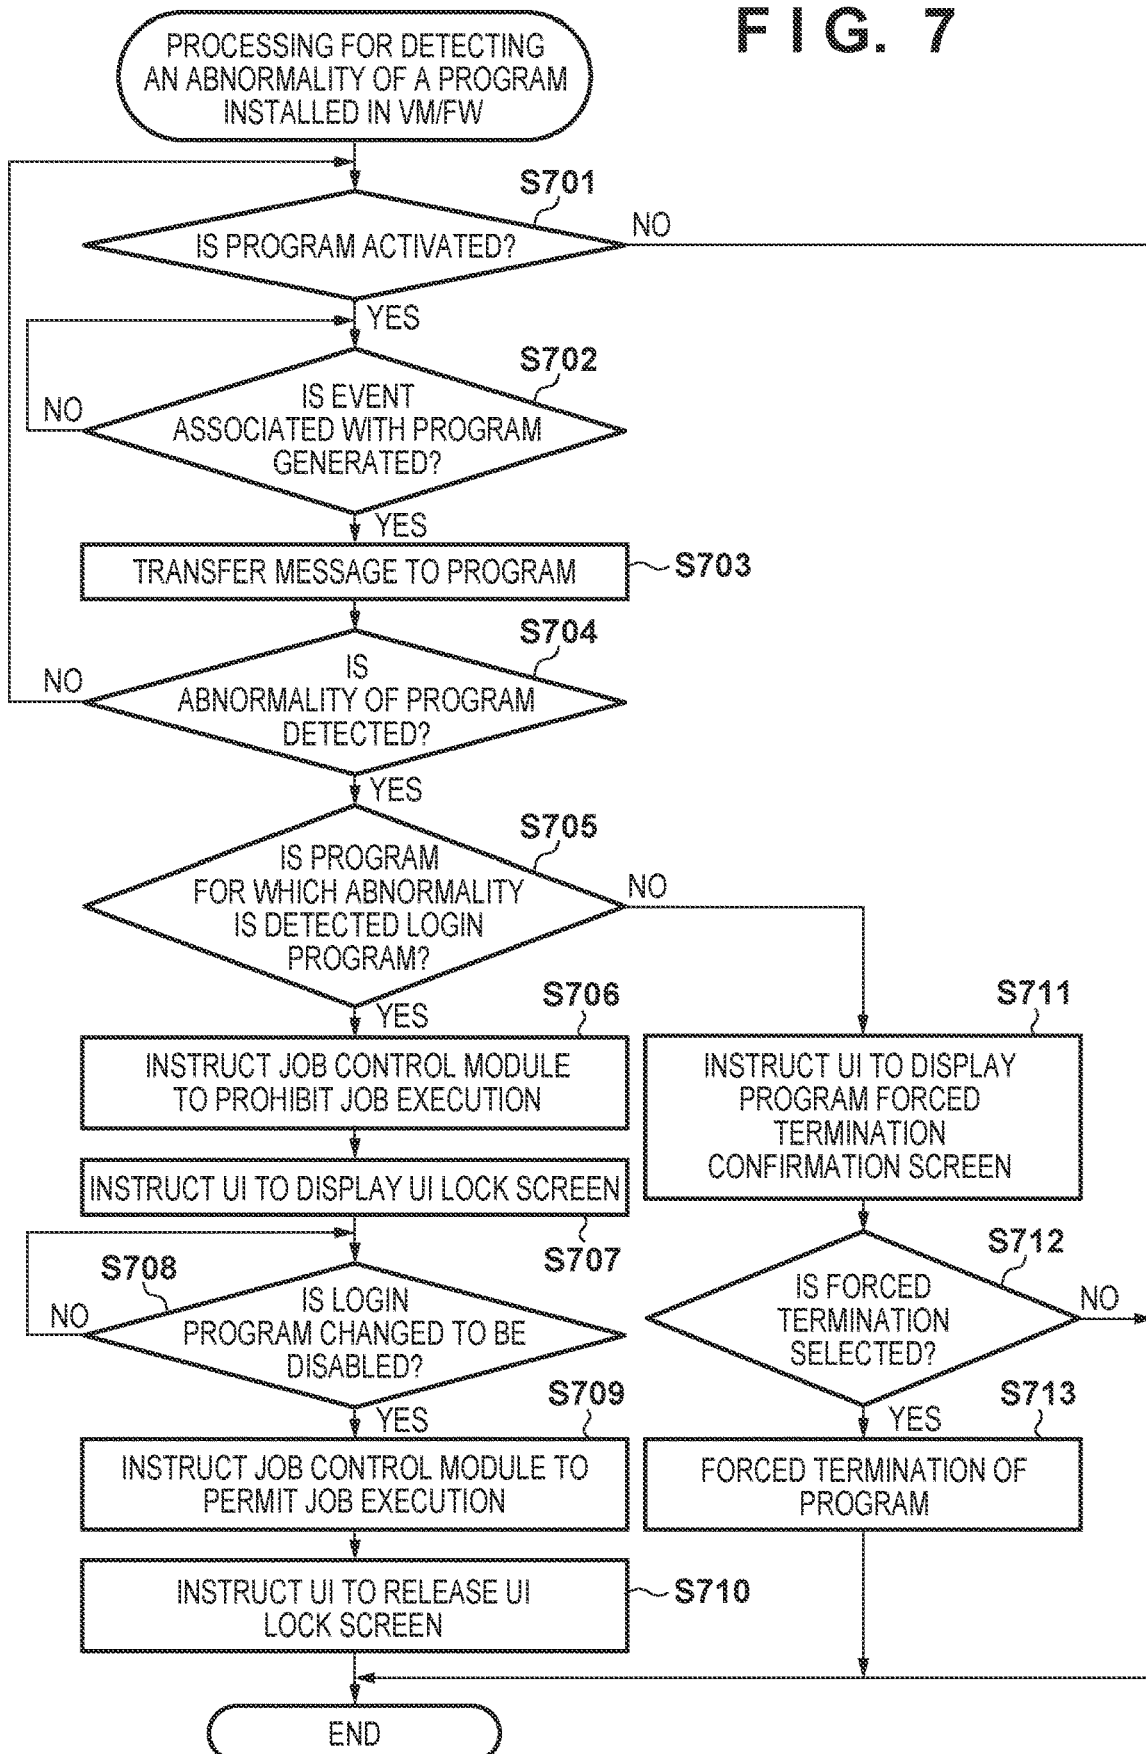 FIG. 7
PROCESSING FOR DETECTING
AN ABNORMALITY OF A PROGRAM
INSTALLED IN VM/FW
S701
IS PROGRAM ACTIVATED?
NO
YES
S702
IS EVENT
ASSOCIATED WITH PROGRAM
GENERATED?
NO
YES
TRANSFER MESSAGE TO PROGRAM
S703
S704
IS
ABNORMALITY OF PROGRAM
DETECTED?
NO
YES
S705
IS PROGRAM
FOR WHICH ABNORMALITY
IS DETECTED LOGIN
PROGRAM?
NO
YES
S706
INSTRUCT JOB CONTROL MODULE
TO PROHIBIT JOB EXECUTION
INSTRUCT UI TO DISPLAY UI LOCK SCREEN
S707
S708
IS LOGIN
PROGRAM CHANGED TO BE
DISABLED?
NO
YES
S709
INSTRUCT JOB CONTROL MODULE TO
PERMIT JOB EXECUTION
INSTRUCT UI TO RELEASE UI
LOCK SCREEN
S710
S711
INSTRUCT UI TO DISPLAY
PROGRAM FORCED
TERMINATION
CONFIRMATION SCREEN
S712
IS FORCED
TERMINATION
SELECTED?
NO
YES
S713
FORCED TERMINATION OF
PROGRAM
END